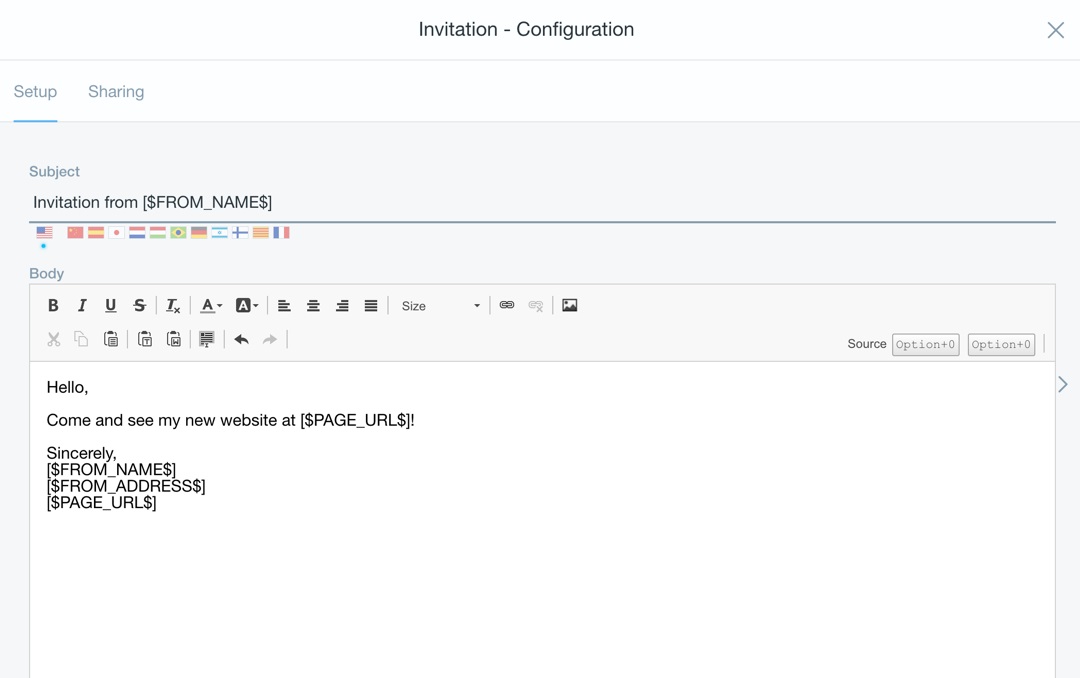 Invitation - Configuration
Setup Sharing
Subject
Invitation from [$FROM_NAME$]
Body
B I U S Tx A A Size
Source Option+0 Option+0
Hello,
Come and see my new website at [$PAGE_URL$]!
Sincerely,
[$FROM_NAME$]
[$FROM_ADDRESS$]
[$PAGE_URL$]